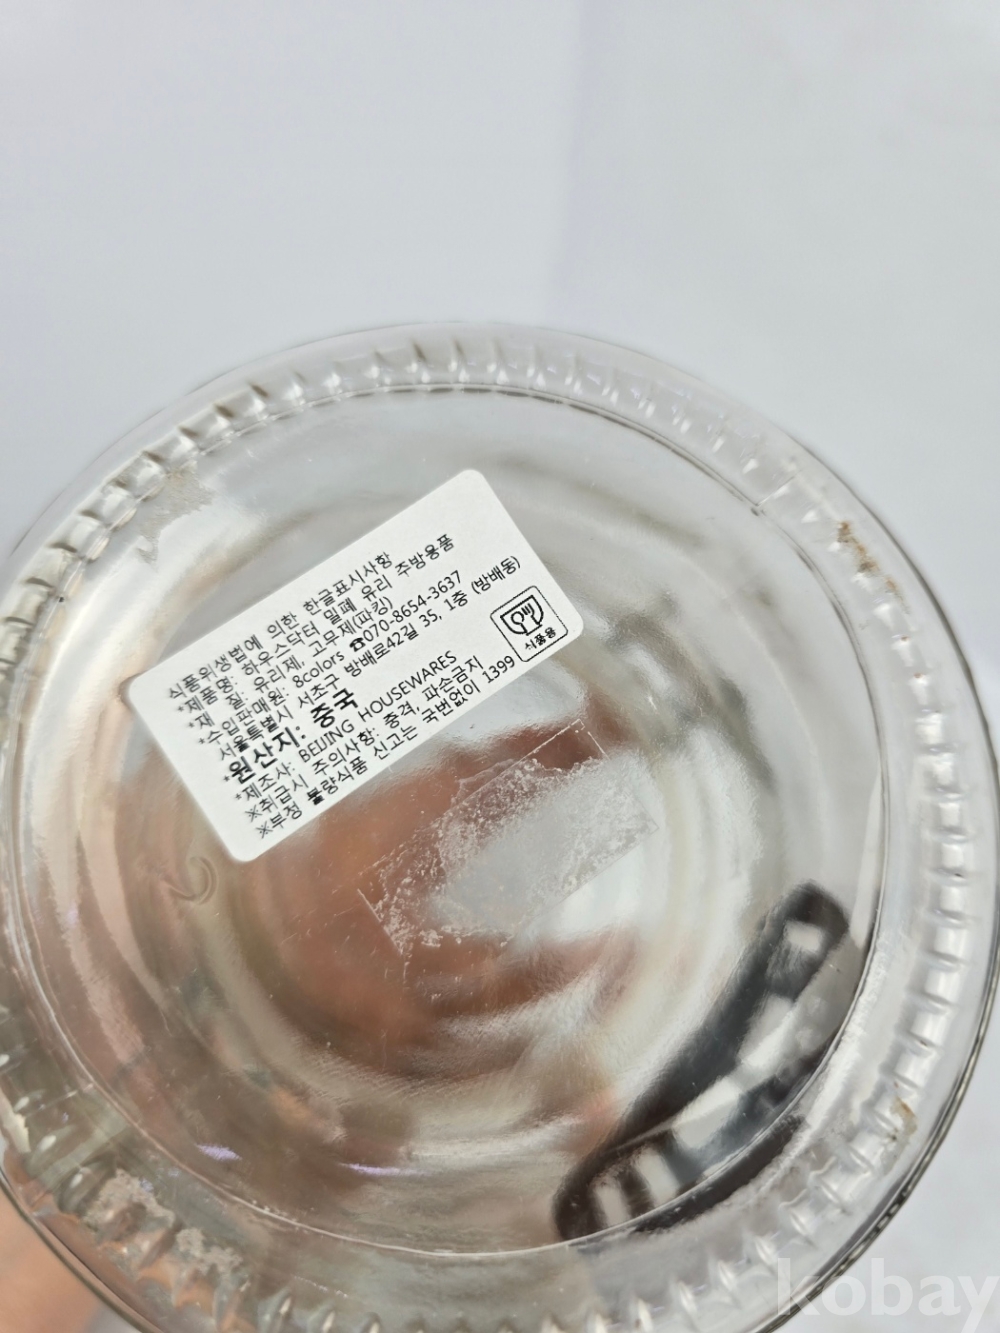 식품위생법에 의한 한글표시사항
*제품명: 하우스닥터 밀폐 유리 주방용품
*재 질: 유리제, 고무제(파킹)
*수입판매원: 8colors ☎070-8654-3637
서울특별시 서초구 방배로42길 35, 1층 (방배동)
*원산지: 중국
*제조사: BEIJING HOUSEWARES
※취급시 주의사항: 충격, 파손금지
※부정 불량식품 신고는 국번없이 1399
식품용
kobay